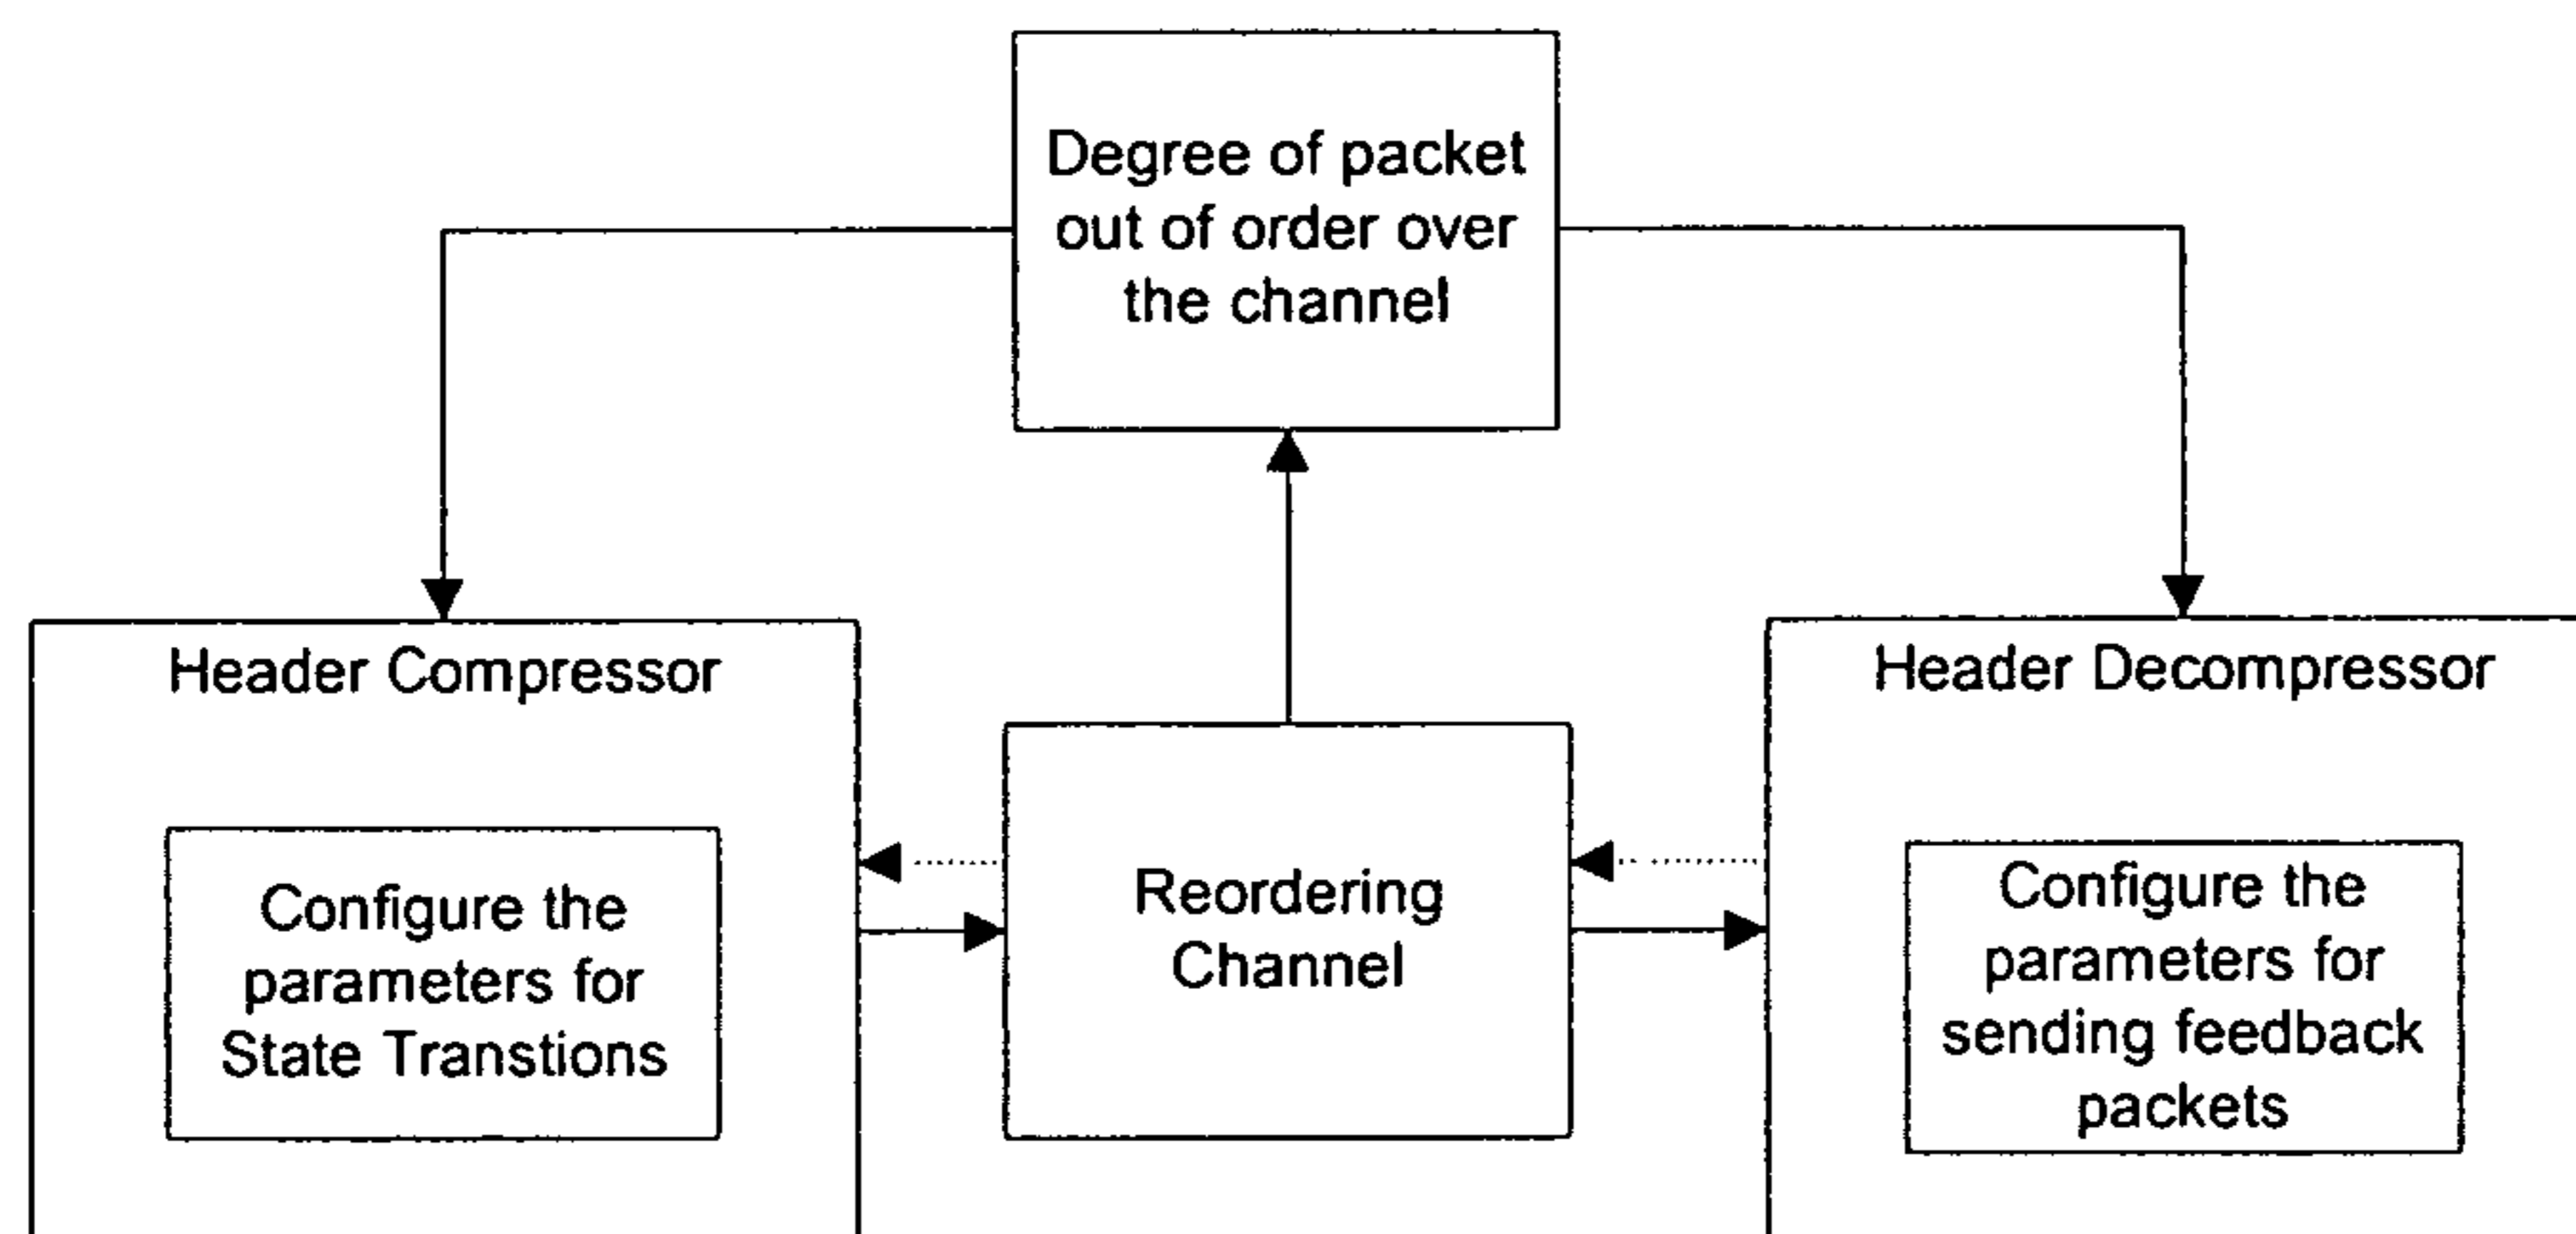 Degree of packet
out of order over
the channel
Header Compressor
Configure the
parameters for
State Transtions
Reordering
Channel
Header Decompressor
Configure the
parameters for
sending feedback
packets